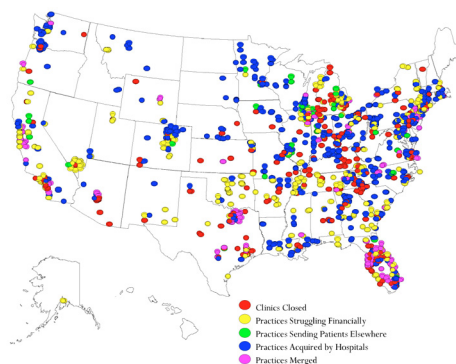 Clinics Closed
Practices Struggling Financially
Practices Sending Patients Elsewhere
Practices Acquired by Hospitals
Practices Merged